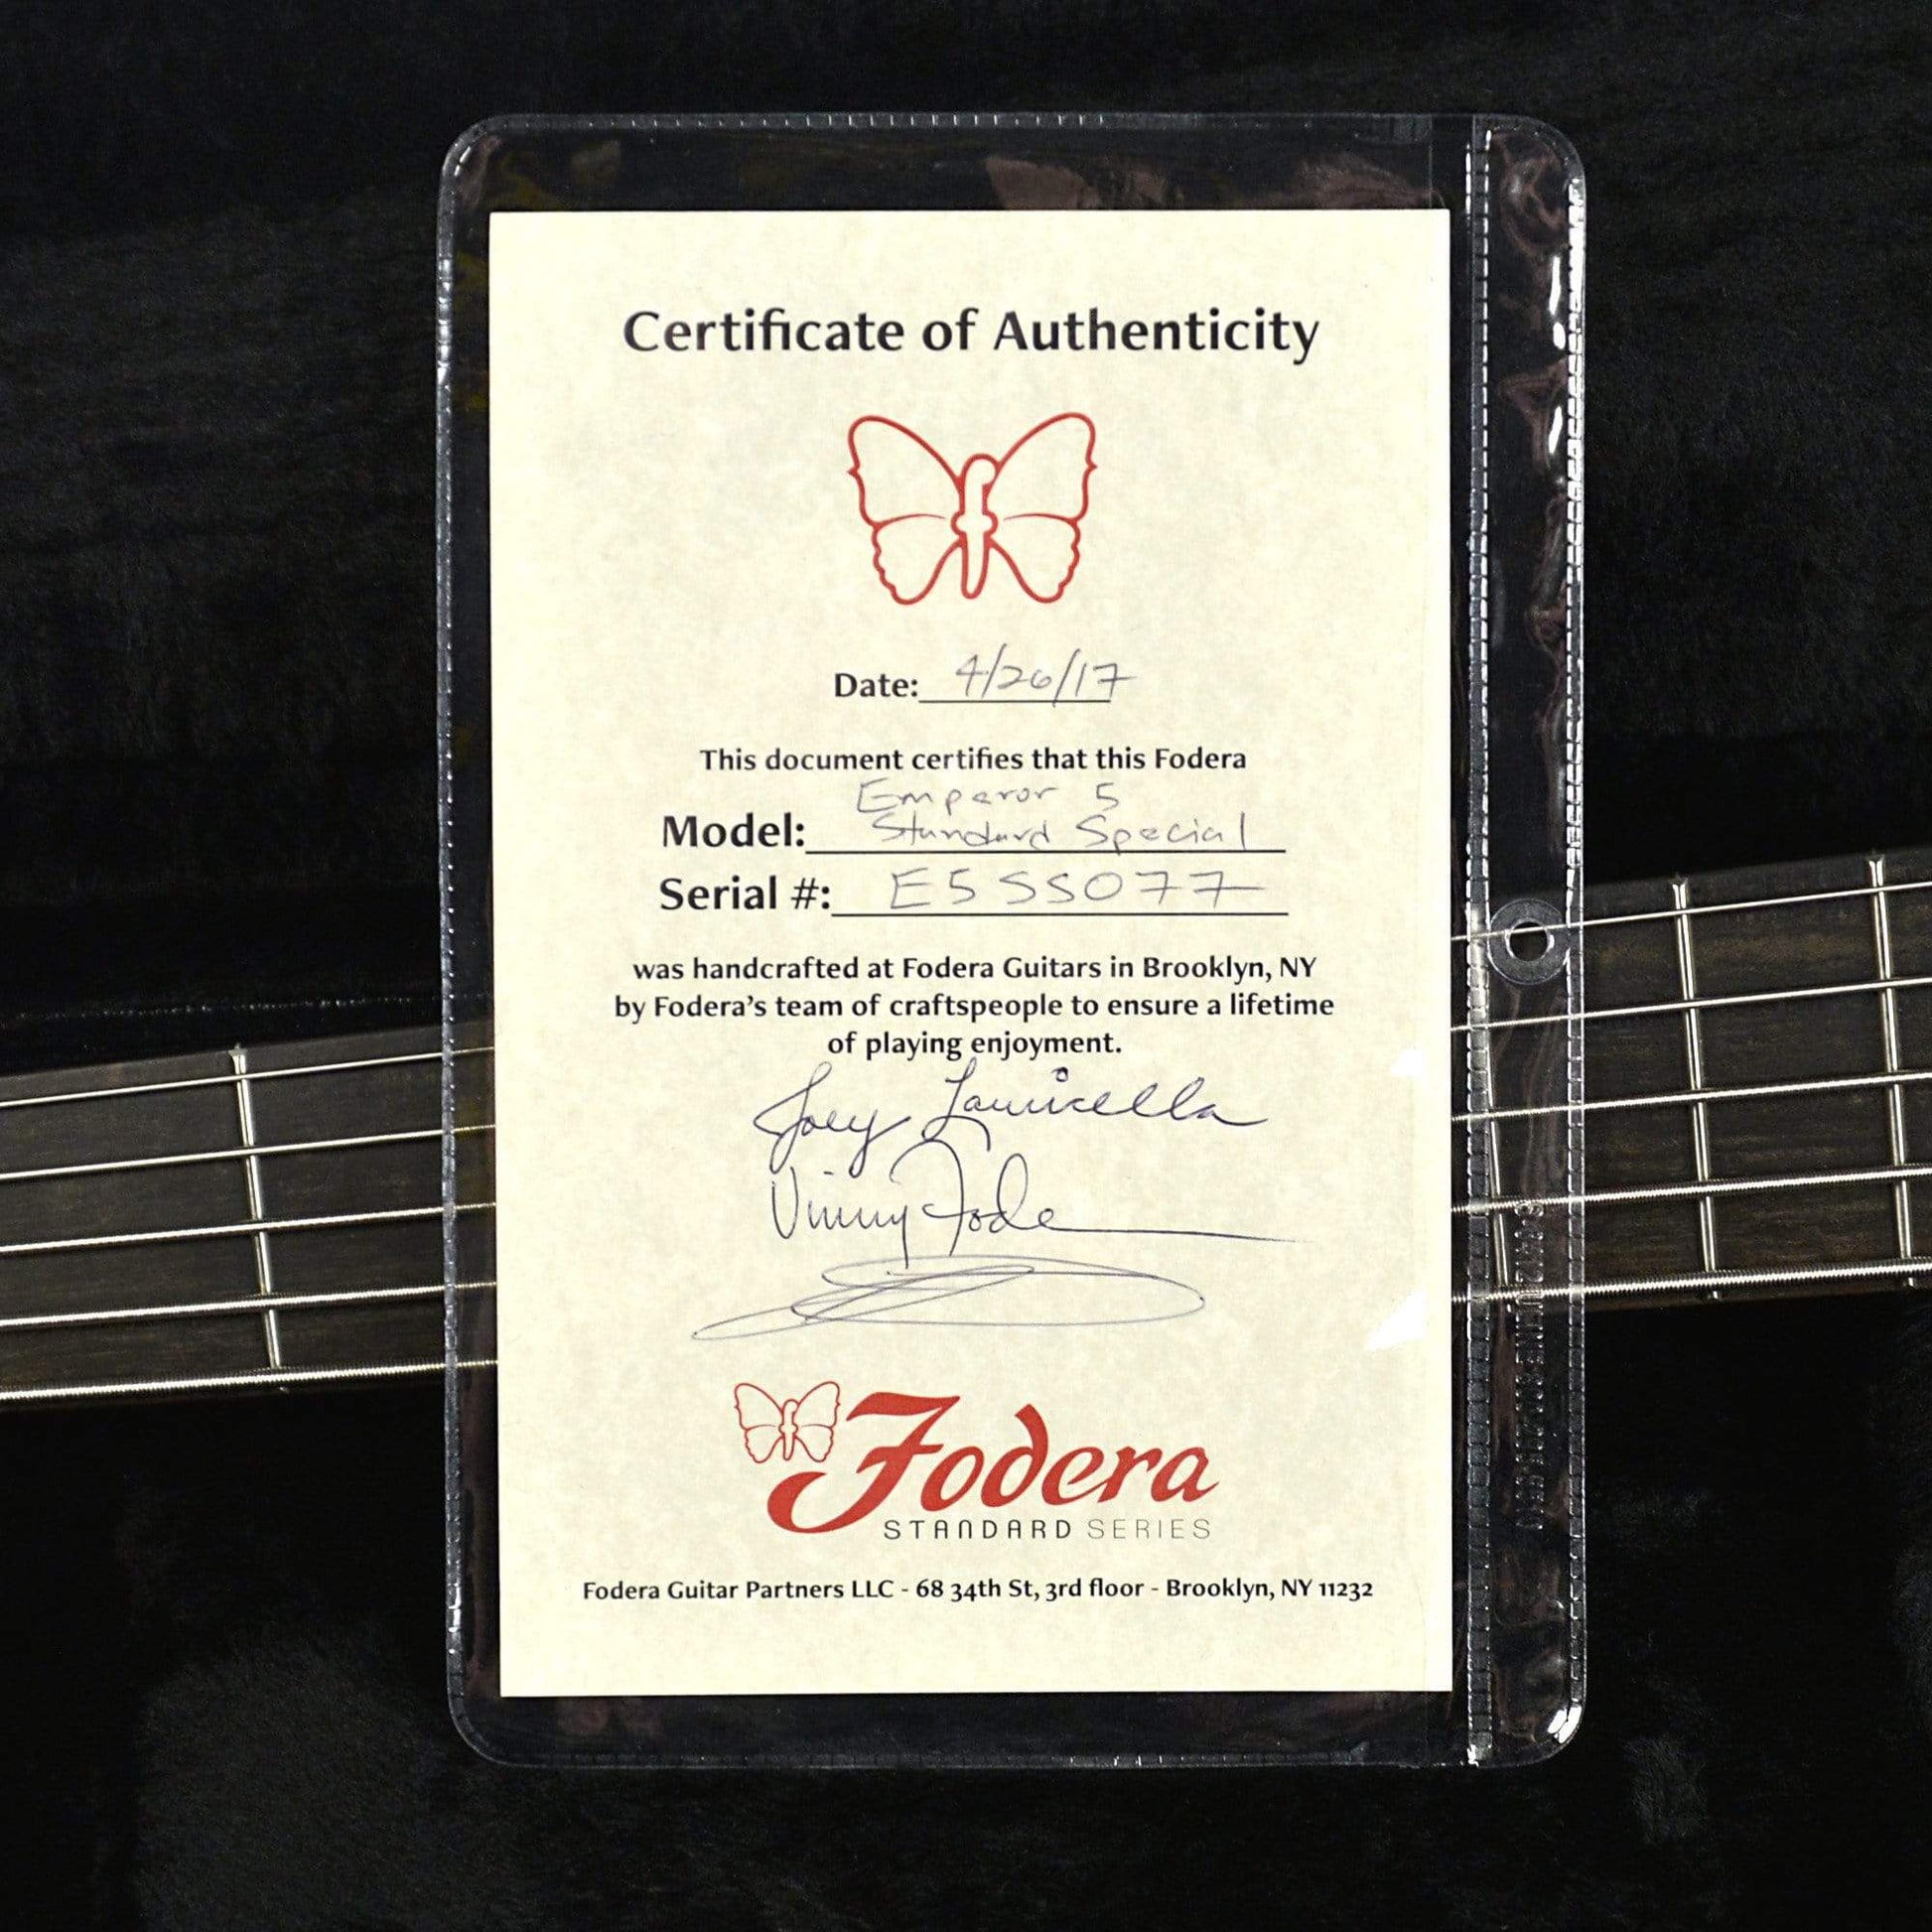 Certificate of Authenticity
Date: 4/26/17
This document certifies that this Fodera
Emperor 5
Model: Standard Special
Serial #: E5SS077
was handcrafted at Fodera Guitars in Brooklyn, NY
by Fodera’s team of craftspeople to ensure a lifetime
of playing enjoyment.
Joey Lauricella
Vinny Fodera
Fodera
STANDARD SERIES
Fodera Guitar Partners LLC - 68 34th St, 3rd floor - Brooklyn, NY 11232